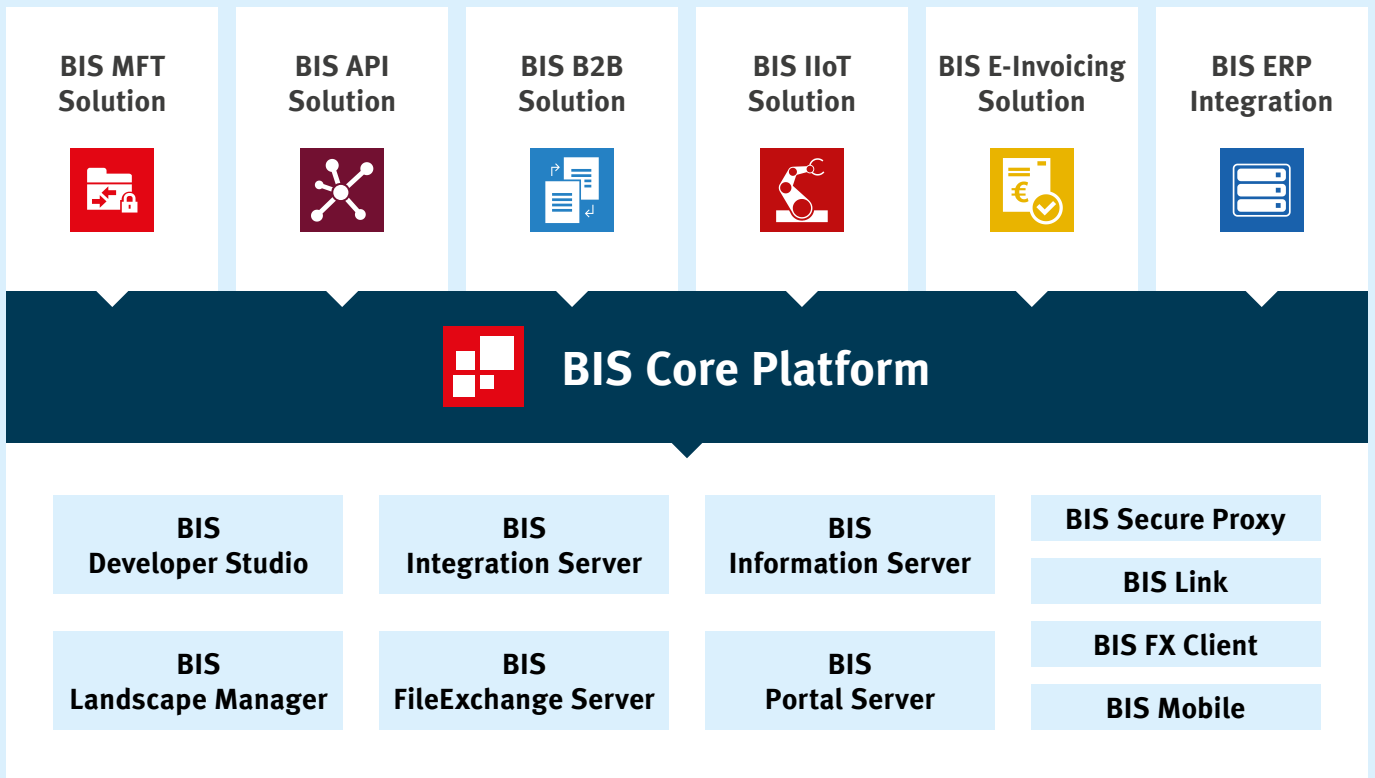 BIS MFT
Solution
BIS API
Solution
BIS B2B
Solution
BIS IIoT
Solution
BIS E-Invoicing
Solution
BIS ERP
Integration
€
BIS Core Platform
BIS
Developer Studio
BIS
Integration Server
BIS
Information Server
BIS Secure Proxy
BIS Link
BIS
Landscape Manager
BIS
FileExchange Server
BIS
Portal Server
BIS FX Client
BIS Mobile